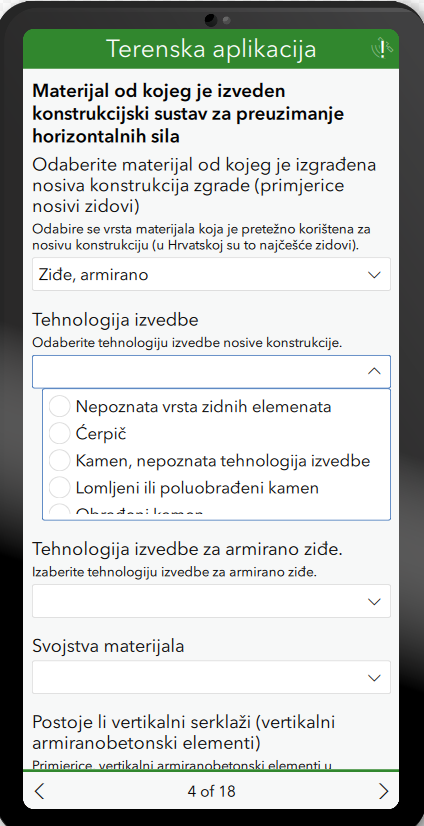 Terenska aplikacija
Materijal od kojeg je izveden
konstrukcijski sustav za preuzimanje
horizontalnih sila
Odaberite materijal od kojeg je izgrađena
nosiva konstrukcija zgrade (primjerice
nosivi zidovi)
Odabire se vrsta materijala koja je pretežno korištena za
nosivu konstrukciju (u Hrvatskoj su to najčešće zidovi).
Ziđe, armirano
Tehnologija izvedbe
Odaberite tehnologiju izvedbe nosive konstrukcije.
Nepoznata vrsta zidnih elemenata
Ćerpič
Kamen, nepoznata tehnologija izvedbe
Lomljeni ili poluobrađeni kamen
Obrađeni kamen
Tehnologija izvedbe za armirano ziđe.
Izaberite tehnologiju izvedbe za armirano ziđe.
Svojstva materijala
Postoje li vertikalni serklaži (vertikalni
armiranobetonski elementi)
Primjerice, vertikalni armiranobetonski elementi u
4 of 18